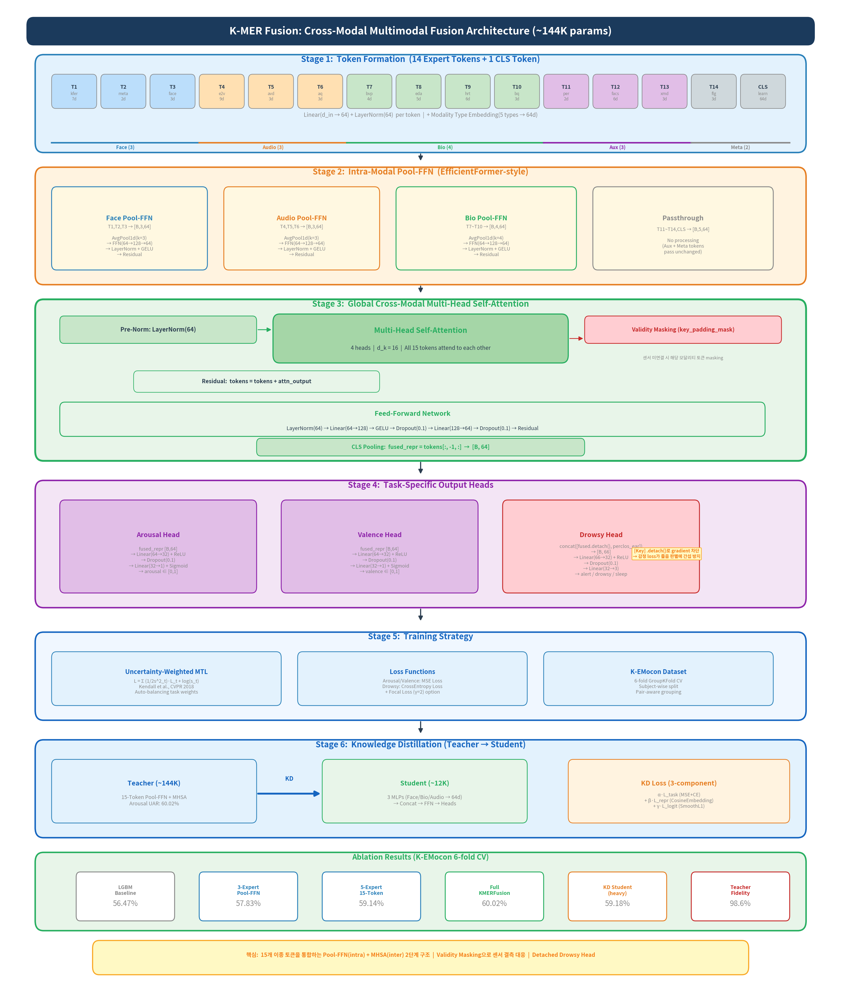 K-MER Fusion: Cross-Modal Multimodal Fusion Architecture (~144K params)
Stage 1: Token Formation (14 Expert Tokens + 1 CLS Token)
T1
kfer
7d
T2
meta
2d
T3
face
3d
T4
e2v
9d
T5
avd
3d
T6
aq
3d
T7
bvp
4d
T8
eda
5d
T9
hrt
6d
T10
bq
3d
T11
per
2d
T12
facs
6d
T13
xmd
3d
T14
flg
3d
CLS
learn
64d
Linear(d_in → 64) + LayerNorm(64) per token | + Modality Type Embedding(5 types → 64d)
Face (3)
Audio (3)
Bio (4)
Aux (3)
Meta (2)
Stage 2: Intra-Modal Pool-FFN (EfficientFormer-style)
Face Pool-FFN
T1,T2,T3 → [B,3,64]
AvgPool1d(k=3)
→ FFN(64→128→64)
→ LayerNorm + GELU
→ Residual
Audio Pool-FFN
T4,T5,T6 → [B,3,64]
AvgPool1d(k=3)
→ FFN(64→128→64)
→ LayerNorm + GELU
→ Residual
Bio Pool-FFN
T7~T10 → [B,4,64]
AvgPool1d(k=4)
→ FFN(64→128→64)
→ LayerNorm + GELU
→ Residual
Passthrough
T11~T14,CLS → [B,5,64]
No processing
(Aux + Meta tokens
pass unchanged)
Stage 3: Global Cross-Modal Multi-Head Self-Attention
Pre-Norm: LayerNorm(64)
Multi-Head Self-Attention
4 heads | d_k = 16 | All 15 tokens attend to each other
Validity Masking (key_padding_mask)
센서 미연결 시 해당 모달리티 토큰 masking
Residual: tokens = tokens + attn_output
Feed-Forward Network
LayerNorm(64) → Linear(64→128) → GELU → Dropout(0.1) → Linear(128→64) → Dropout(0.1) → Residual
CLS Pooling: fused_repr = tokens[:, -1, :] → [B, 64]
Stage 4: Task-Specific Output Heads
Arousal Head
fused_repr [B,64]
→ Linear(64→32) + ReLU
→ Dropout(0.1)
→ Linear(32→1) + Sigmoid
→ arousal ∈ [0,1]
Valence Head
fused_repr [B,64]
→ Linear(64→32) + ReLU
→ Dropout(0.1)
→ Linear(32→1) + Sigmoid
→ valence ∈ [0,1]
Drowsy Head
concat([fused.detach(), perclos_ear])
→ [B, 66]
→ Linear(66→32) + ReLU
→ Dropout(0.1)
→ Linear(32→3)
→ alert / drowsy / sleep
[Key] .detach()로 gradient 차단
→ 감정 loss가 졸음 판별에 간섭 방지
Stage 5: Training Strategy
Uncertainty-Weighted MTL
L = Σ (1/2s^2_t)·L_t + log(s_t)
Kendall et al., CVPR 2018
Auto-balancing task weights
Loss Functions
Arousal/Valence: MSE Loss
Drowsy: CrossEntropy Loss
+ Focal Loss (γ=2) option
K-EMocon Dataset
6-fold GroupKFold CV
Subject-wise split
Pair-aware grouping
Stage 6: Knowledge Distillation (Teacher → Student)
Teacher (~144K)
15-Token Pool-FFN + MHSA
Arousal UAR: 60.02%
KD
Student (~12K)
3 MLPs (Face/Bio/Audio → 64d)
→ Concat → FFN → Heads
KD Loss (3-component)
α·L_task (MSE+CE)
+ β·L_repr (CosineEmbedding)
+ γ·L_logit (SmoothL1)
Ablation Results (K-EMocon 6-fold CV)
LGBM
Baseline
56.47%
3-Expert
Pool-FFN
57.83%
5-Expert
15-Token
59.14%
Full
KMERFusion
60.02%
KD Student
(heavy)
59.18%
Teacher
Fidelity
98.6%
핵심: 15개 이종 토큰을 통합하는 Pool-FFN(intra) + MHSA(inter) 2단계 구조 | Validity Masking으로 센서 결측 대응 | Detached Drowsy Head